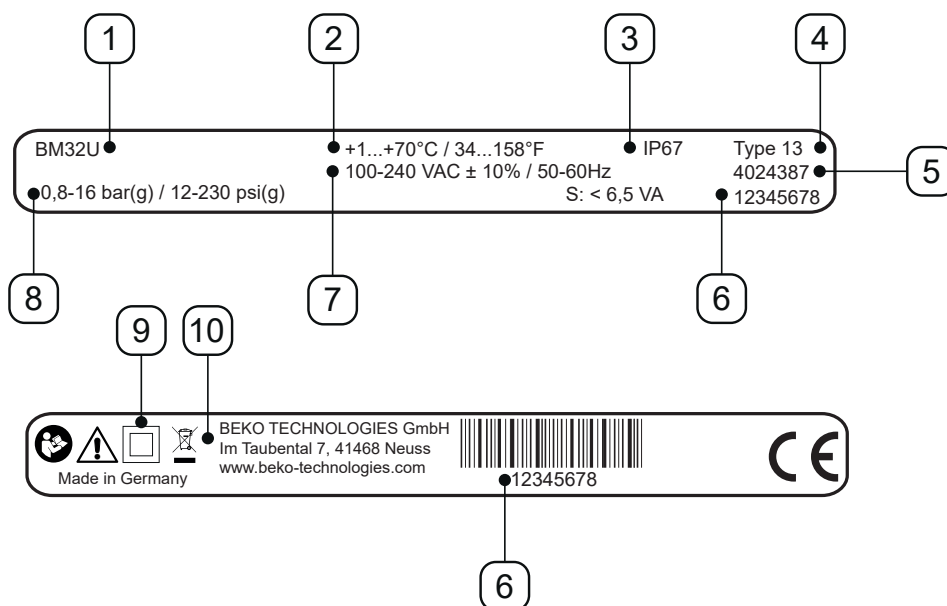 1 2 3 4
BM32U +1...+70°C / 34...158°F IP67 Type 13
100-240 VAC ± 10% / 50-60Hz 4024387 5
0,8-16 bar(g) / 12-230 psi(g) S: < 6,5 VA 12345678
8 7 6
9 10
BEKO TECHNOLOGIES GmbH
Im Taubental 7, 41468 Neuss
www.beko-technologies.com
Made in Germany
12345678
CE
6